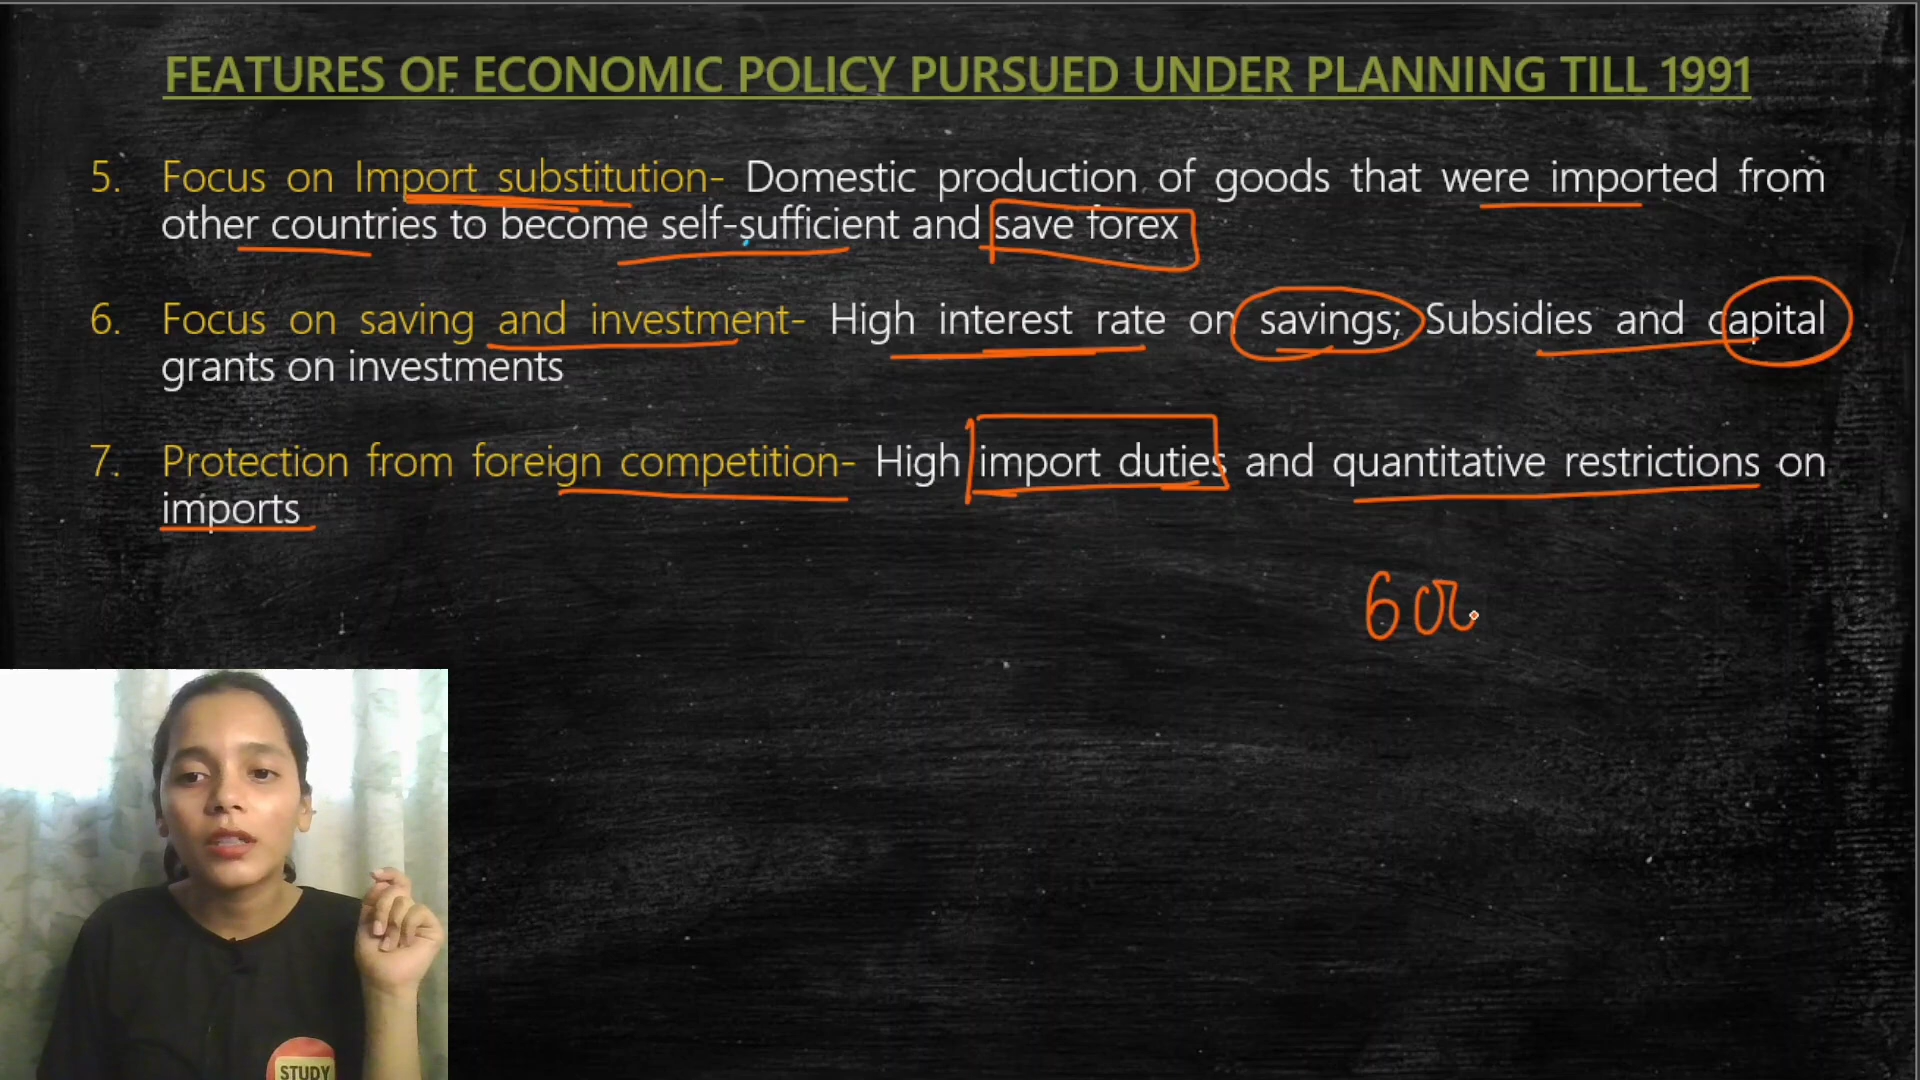 FEATURES OF ECONOMIC POLICY PURSUED UNDER PLANNING TILL 1991
5. Focus on Import substitution- Domestic production of goods that were imported from
other countries to become self-sufficient and save forex
6. Focus on saving and investment- High interest rate on savings; Subsidies and capital
grants on investments
7. Protection from foreign competition- High import duties and quantitative restrictions on
imports
STUDY